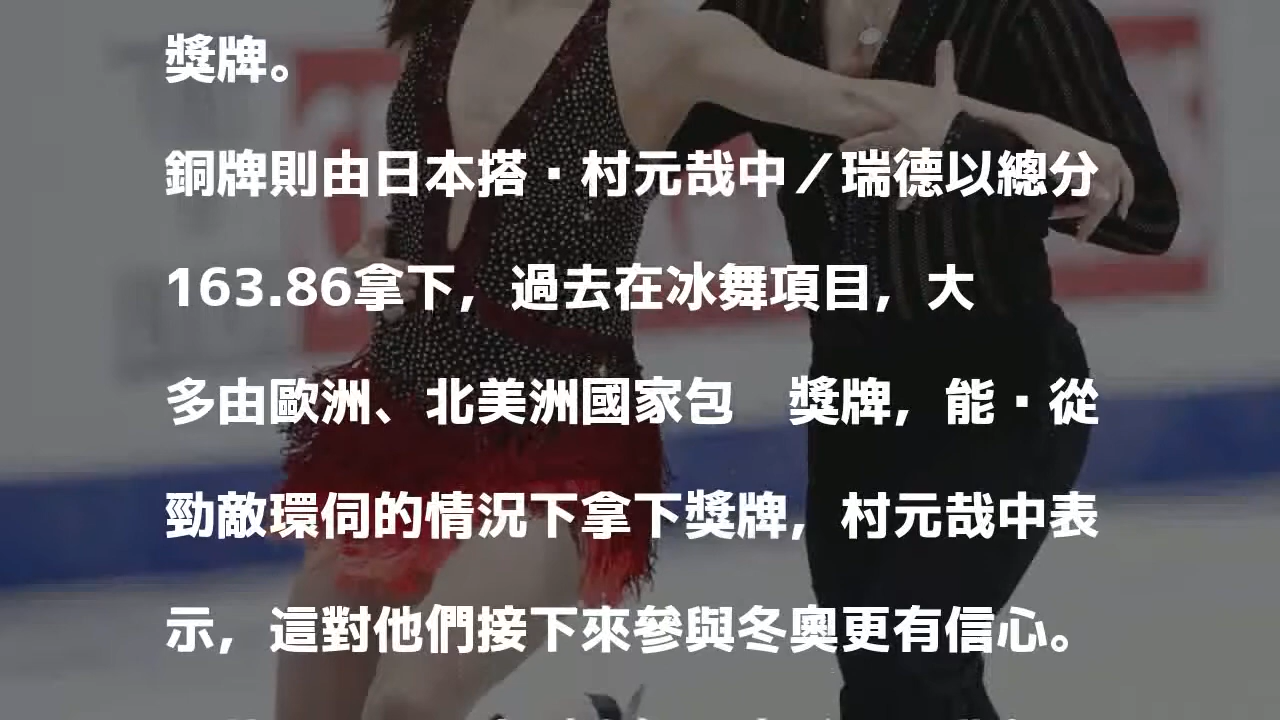 獎牌。
銅牌則由日本搭▪村元哉中／瑞德以總分
163.86拿下，過去在冰舞項目，大
多由歐洲、北美洲國家包　獎牌，能▪從
勁敵環伺的情況下拿下獎牌，村元哉中表
示，這對他們接下來參與冬奧更有信心。